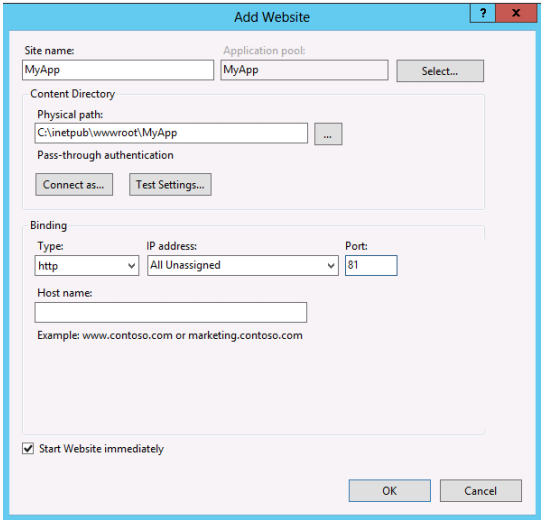 Add Website
? x
Site name: Application pool:
MyApp MyApp Select...
Content Directory
Physical path:
C:\inetpub\wwwroot\MyApp ...
Pass-through authentication
Connect as... Test Settings...
Binding
Type: IP address: Port:
http All Unassigned 81
Host name:
Example: www.contoso.com or marketing.contoso.com
Start Website immediately
OK Cancel